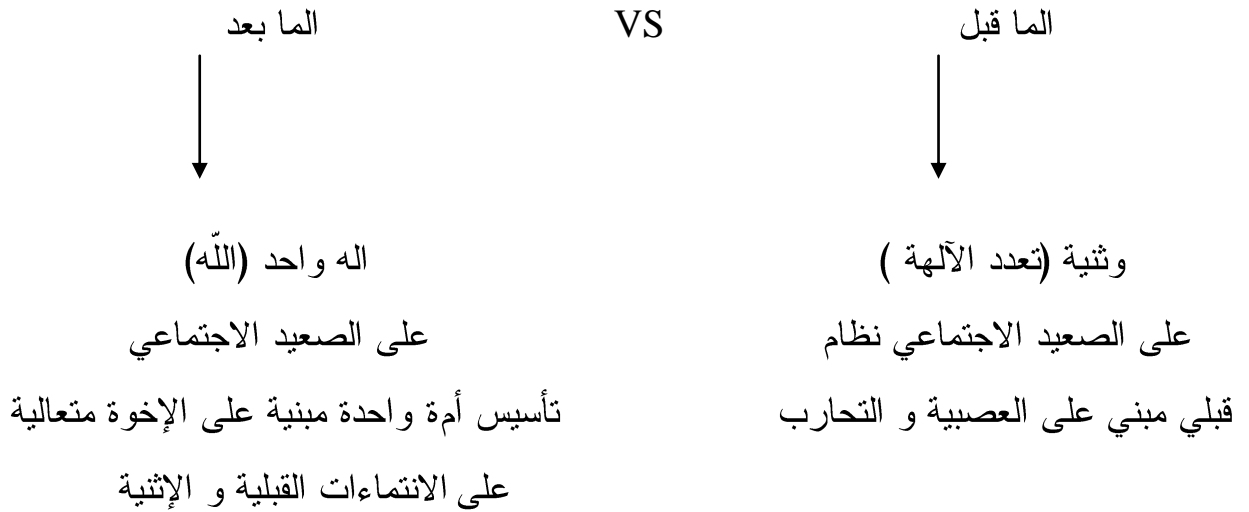 الما قبل VS الما بعد
وثنية (تعدد الآلهة )
على الصعيد الاجتماعي نظام
قبلي مبني على العصبية و التحارب
اله واحد (اللّه)
على الصعيد الاجتماعي
تأسيس أمة واحدة مبنية على الإخوة متعالية
على الانتماءات القبلية و الإثنية